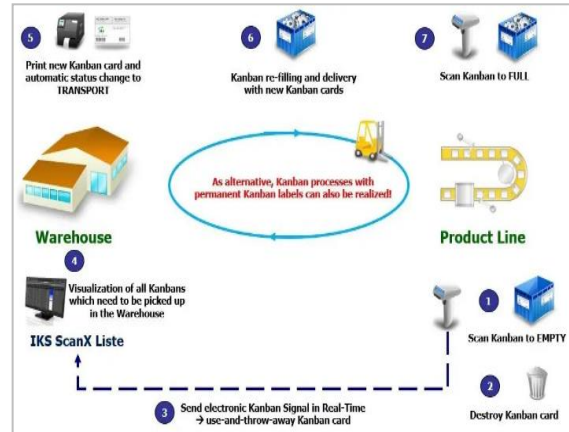 5
Print new Kanban card and
automatic status change to
TRANSPORT
6
Kanban re-filling and delivery
with new Kanban cards
7
Scan Kanban to FULL
As alternative, Kanban processes with
permanent Kanban labels can also be realized!
Warehouse
Product Line
4
Visualization of all Kanbans
which need to be picked up
in the Warehouse
IKS ScanX Liste
1
Scan Kanban to EMPTY
2
Destroy Kanban card
3
Send electronic Kanban Signal in Real-Time
→ use-and-throw-away Kanban card